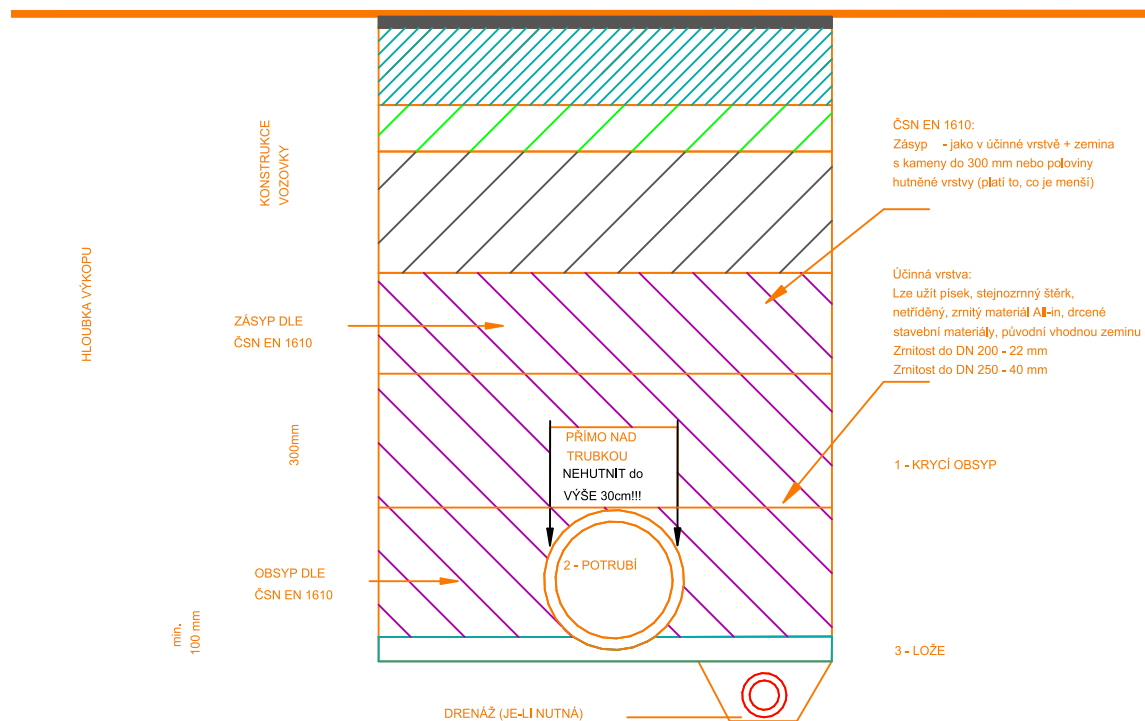 ČSN EN 1610:
Zásyp - jako v účinné vrstvě + zemina
s kameny do 300 mm nebo poloviny
hutněné vrstvy (platí to, co je menší)
KONSTRUKCE
VOZOVKY
HLOUBKA VÝKOPU
Účinná vrstva:
Lze užít písek, stejnozrnný štěrk,
netříděný, zrnitý materiál All-in, drcené
stavební materiály, původní vhodnou zeminu
Zrnitost do DN 200 - 22 mm
Zrnitost do DN 250 - 40 mm
ZÁSYP DLE
ČSN EN 1610
300mm
PŘÍMO NAD
TRUBKOU
NEHUTNÍT do
VÝŠE 30cm!!!
1 - KRYCÍ OBSYP
2 - POTRUBÍ
OBSYP DLE
ČSN EN 1610
min.
100 mm
3 - LOŽE
DRENÁŽ (JE-LI NUTNÁ)